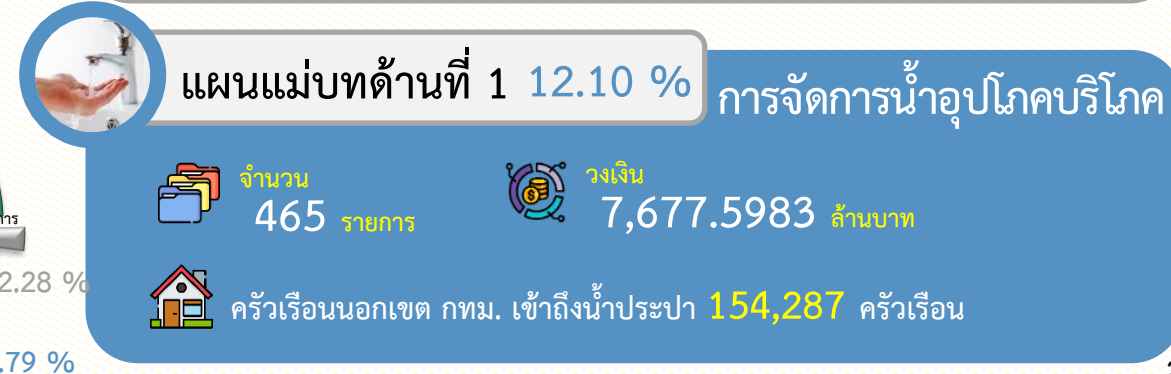 แผนแม่บทด้านที่ 1 12.10 %
การจัดการน้ำอุปโภคบริโภค
จำนวน
465 รายการ
วงเงิน
7,677.5983 ล้านบาท
ครัวเรือนนอกเขต กทม. เข้าถึงน้ำประปา 154,287 ครัวเรือน
2.28 %
.79 %